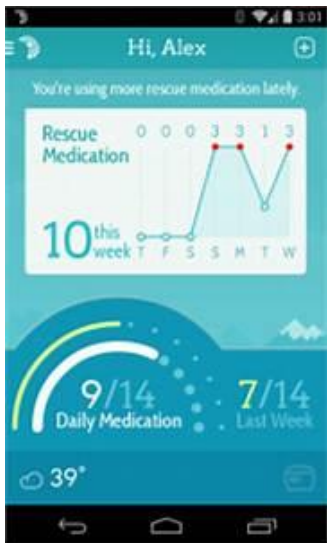 3:01
Hi, Alex
You're using more rescue medication lately.
Rescue
Medication
0 0 0 3 3 1 3
10 this
week
T F S S M T W
9/14
Daily Medication
7/14
Last Week
39°